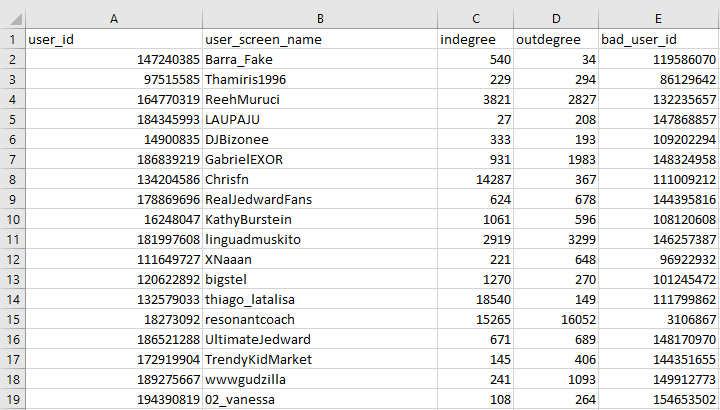 A B C D E
1 user_id user_screen_name indegree outdegree bad_user_id
2 147240385 Barra_Fake 540 34 119586070
3 97515585 Thamiris1996 229 294 86129642
4 164770319 ReehMuruci 3821 2827 132235657
5 184345993 LAUPAJU 27 208 147868857
6 14900835 DJBizonee 333 193 109202294
7 186839219 GabrielEXOR 931 1983 148324958
8 134204586 Chrisfn 14287 367 111009212
9 178869696 RealJedwardFans 624 678 144395816
10 16248047 KathyBurstein 1061 596 108120608
11 181997608 linguadmuskito 2919 3299 146257387
12 111649727 XNaaan 221 648 96922932
13 120622892 bigstel 1270 270 101245472
14 132579033 thiago_latalisa 18540 149 111799862
15 18273092 resonantcoach 15265 16052 3106867
16 186521288 UltimateJedward 671 689 148170970
17 172919904 TrendyKidMarket 145 406 144351655
18 189275667 wwwgudzilla 241 1093 149912773
19 194390819 02_vanessa 108 264 154653502